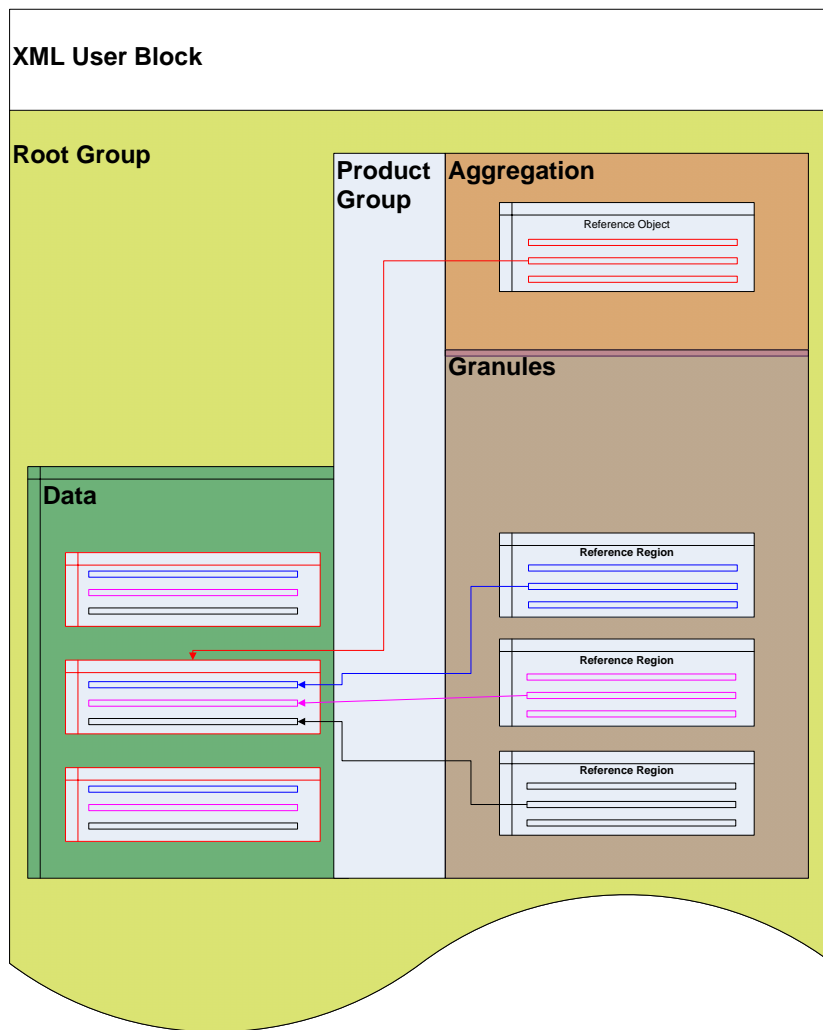 XML User Block
Root Group
Product
Group
Aggregation
Reference Object
Granules
Data
Reference Region
Reference Region
Reference Region